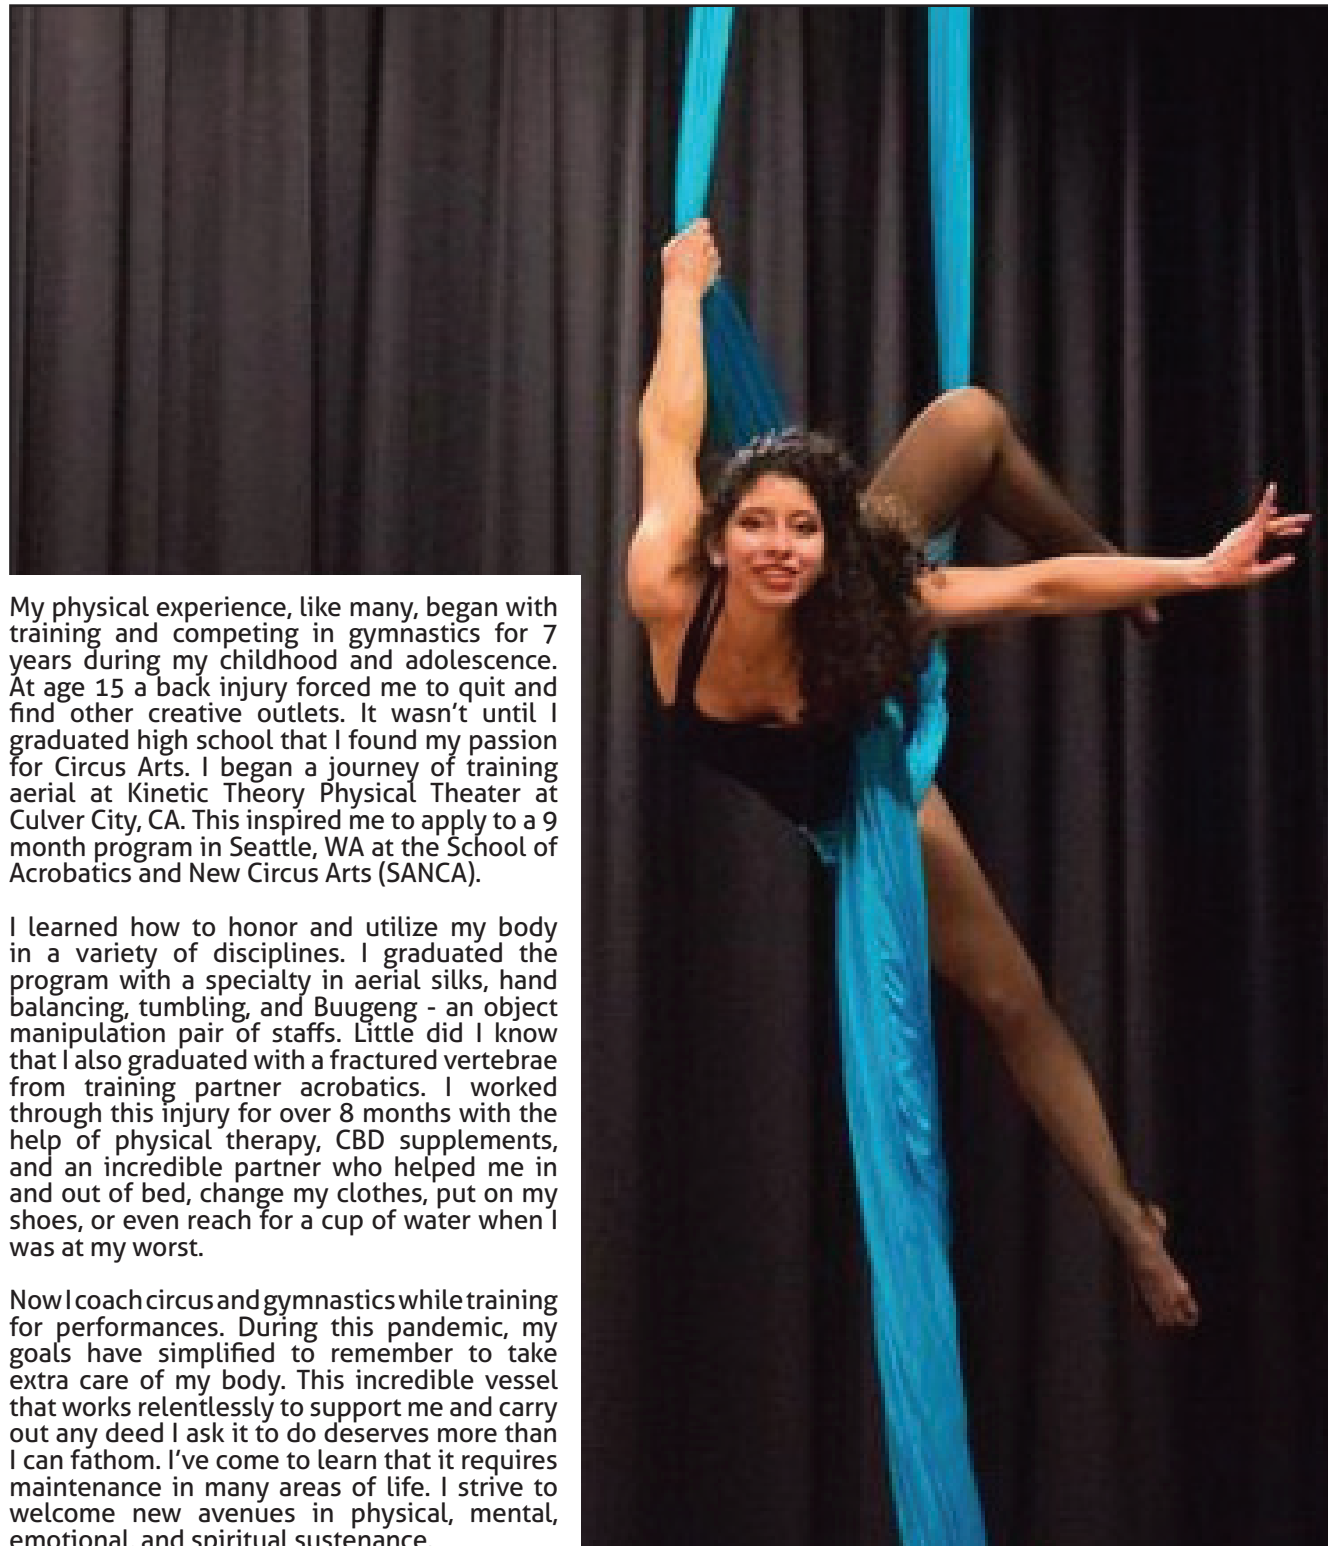 My physical experience, like many, began with
training and competing in gymnastics for 7
years during my childhood and adolescence.
At age 15 a back injury forced me to quit and
find other creative outlets. It wasn't until I
graduated high school that I found my passion
for Circus Arts. I began a journey of training
aerial at Kinetic Theory Physical Theater at
Culver City, CA. This inspired me to apply to a 9
month program in Seattle, WA at the School of
Acrobatics and New Circus Arts (SANCA).
I learned how to honor and utilize my body
in a variety of disciplines. I graduated the
program with a specialty in aerial silks, hand
balancing, tumbling, and Buugeng - an object
manipulation pair of staffs. Little did I know
that I also graduated with a fractured vertebrae
from training partner acrobatics. I worked
through this injury for over 8 months with the
help of physical therapy, CBD supplements,
and an incredible partner who helped me in
and out of bed, change my clothes, put on my
shoes, or even reach for a cup of water when I
was at my worst.
Now I coach circus and gymnastics while training
for performances. During this pandemic, my
goals have simplified to remember to take
extra care of my body. This incredible vessel
that works relentlessly to support me and carry
out any deed I ask it to do deserves more than
I can fathom. I've come to learn that it requires
maintenance in many areas of life. I strive to
welcome new avenues in physical, mental,
emotional, and spiritual sustenance.